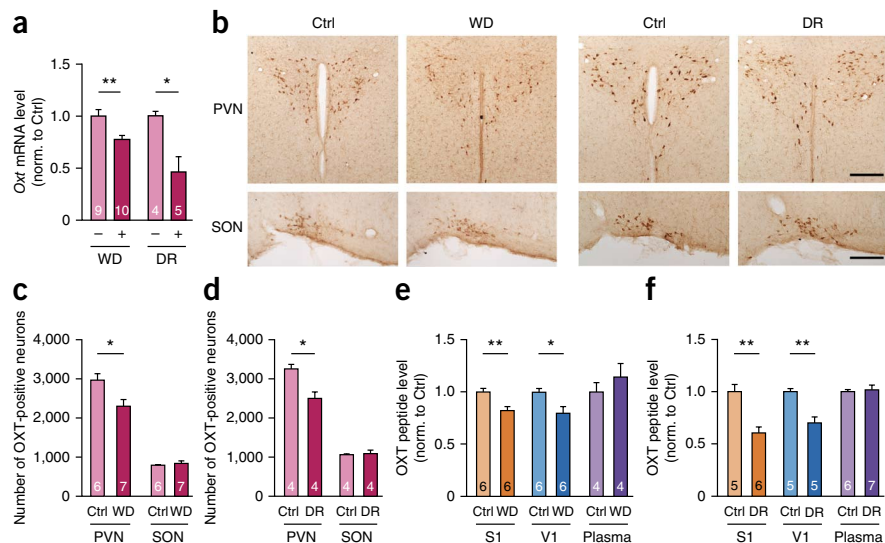 a
Oxt mRNA level
(norm. to Ctrl)
1.5
1.0
0.5
0
** *
9 10 4 5
– + – +
WD DR
b
Ctrl WD Ctrl DR
PVN
SON
c
Number of OXT-positive neurons
4,000
3,000
2,000
1,000
0
*
6 7 6 7
Ctrl WD Ctrl WD
PVN SON
d
Number of OXT-positive neurons
4,000
3,000
2,000
1,000
0
*
4 4 4 4
Ctrl DR Ctrl DR
PVN SON
e
OXT peptide level
(norm. to Ctrl)
1.5
1.0
0.5
0
** *
6 6 6 6 4 4
Ctrl WD Ctrl WD Ctrl WD
S1 V1 Plasma
f
OXT peptide level
(norm. to Ctrl)
1.5
1.0
0.5
0
** **
5 6 5 5 6 7
Ctrl DR Ctrl DR Ctrl DR
S1 V1 Plasma